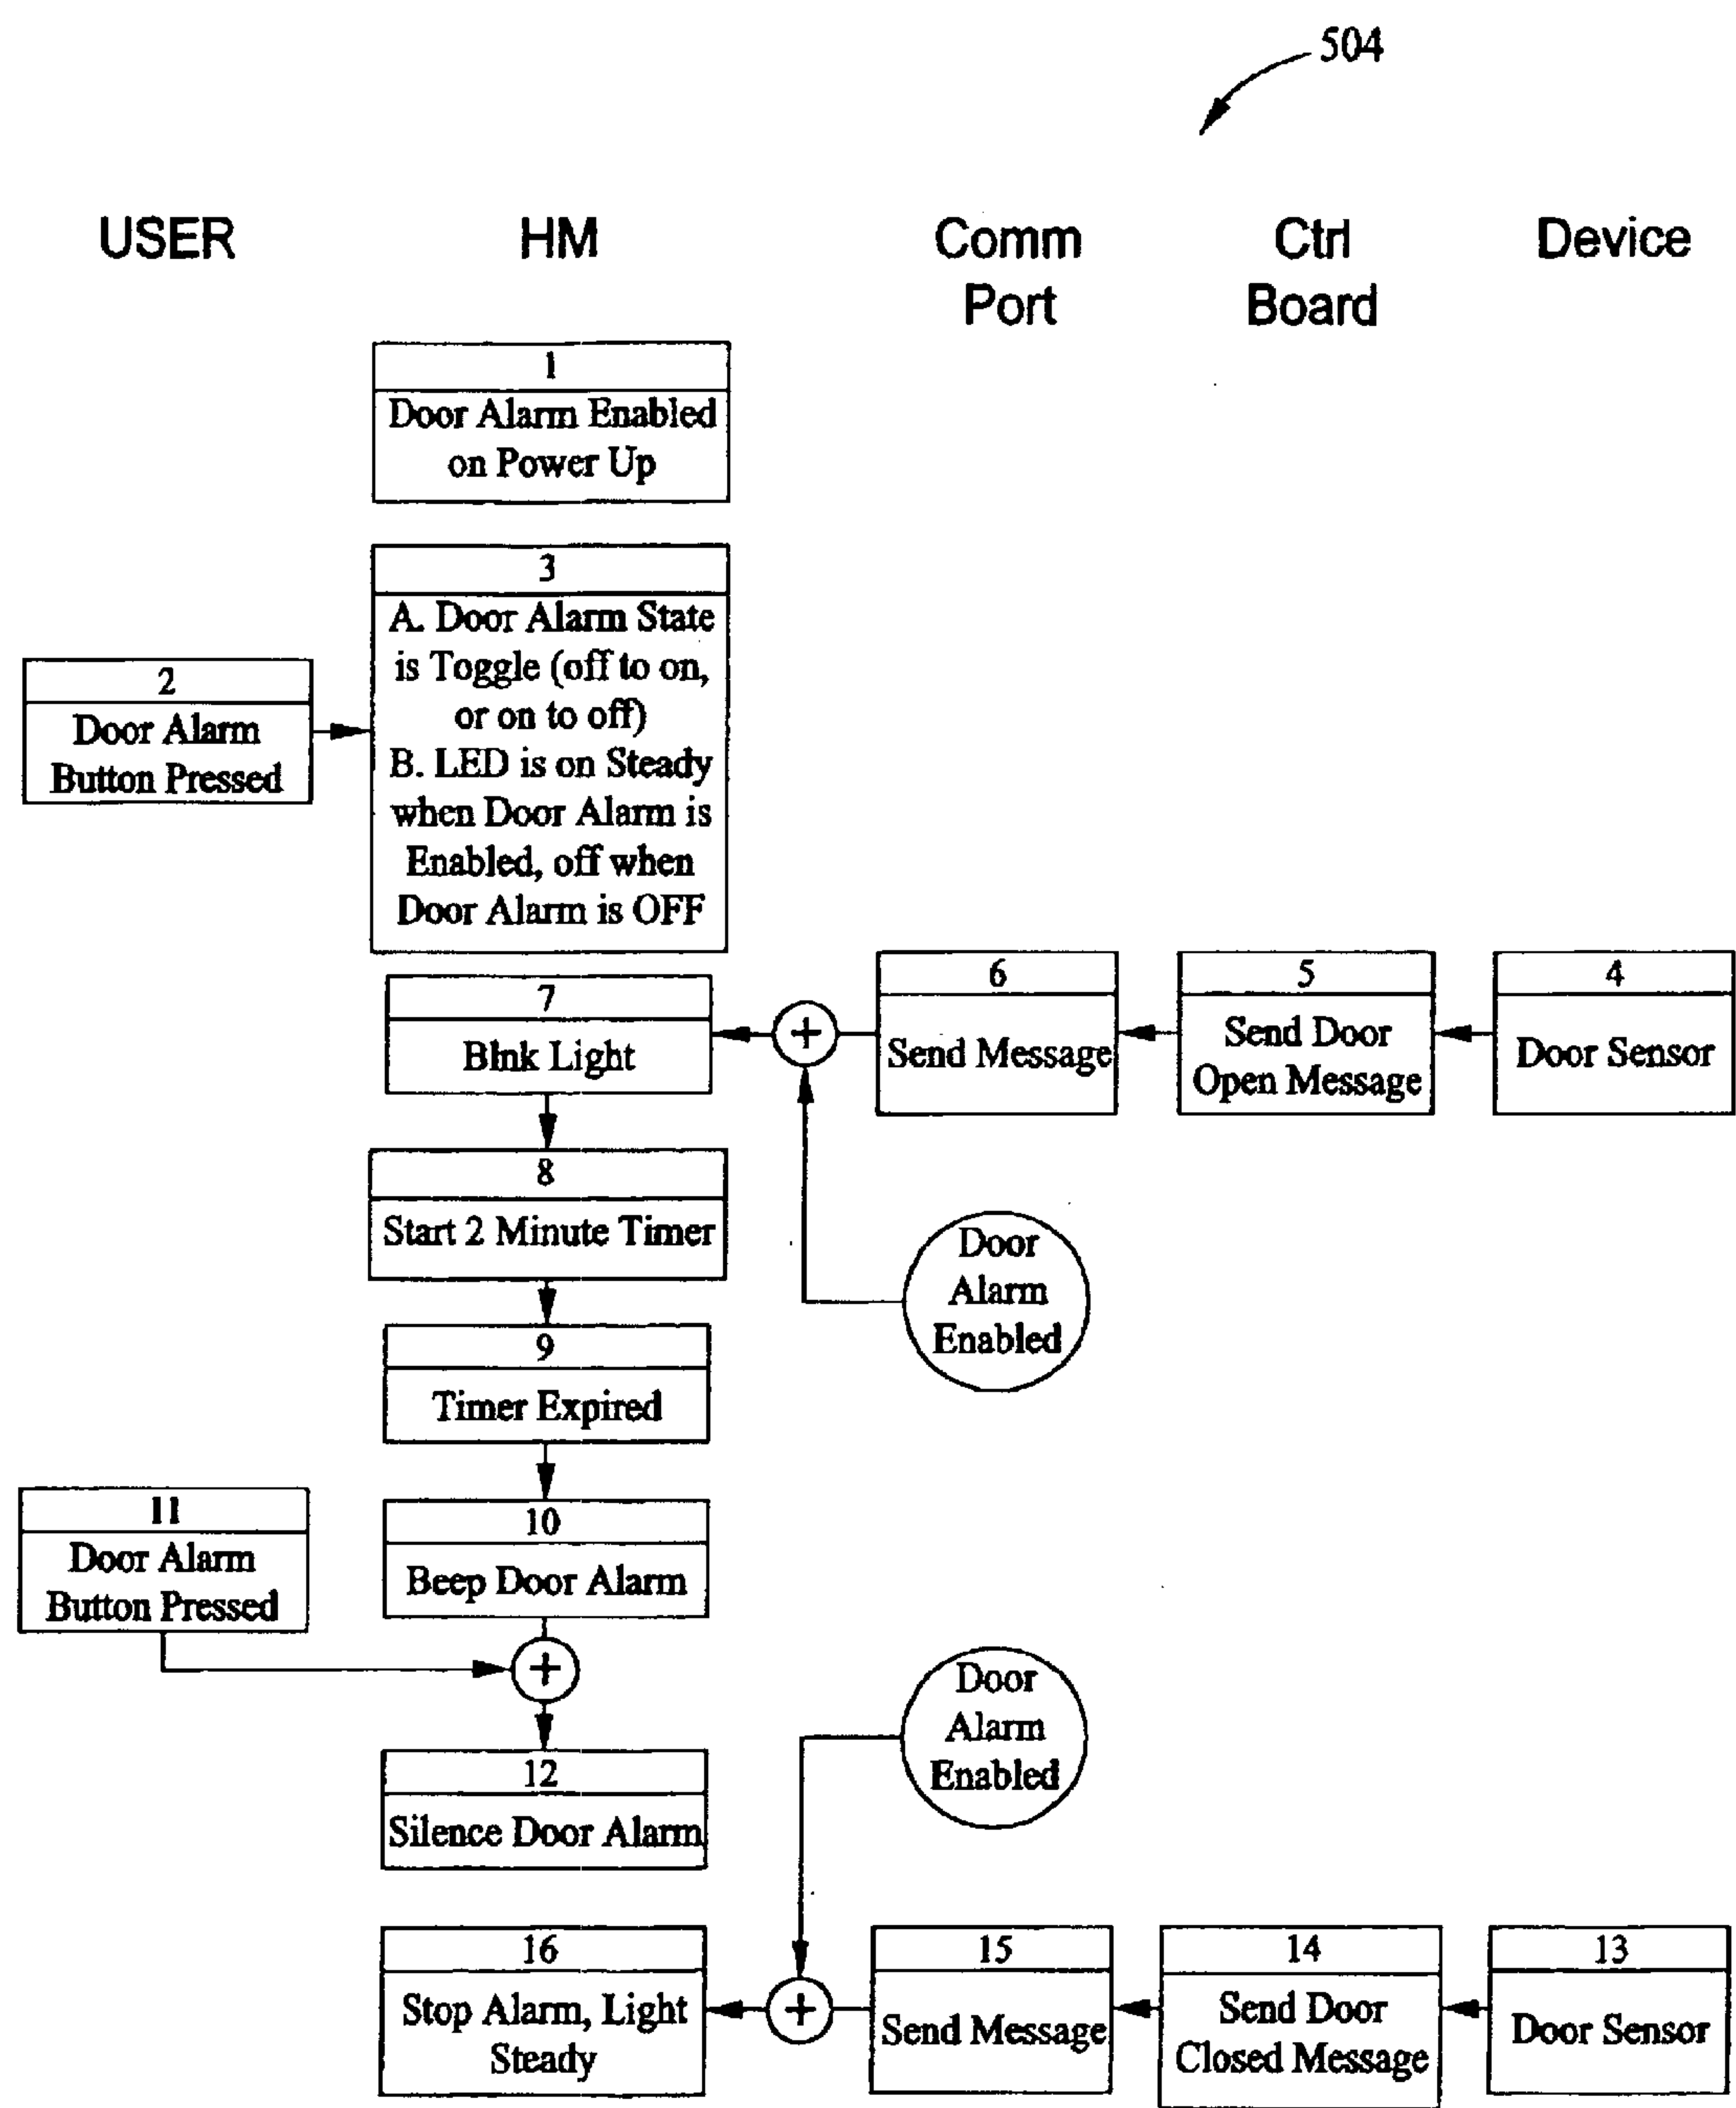 504
USER
HM
Comm
Port
Ctrl
Board
Device
1
Door Alarm Enabled
on Power Up
2
Door Alarm
Button Pressed
3
A. Door Alarm State
is Toggle (off to on,
or on to off)
B. LED is on Steady
when Door Alarm is
Enabled, off when
Door Alarm is OFF
4
Door Sensor
5
Send Door
Open Message
6
Send Message
+
Door
Alarm
Enabled
7
Blnk Light
8
Start 2 Minute Timer
9
Timer Expired
10
Beep Door Alarm
11
Door Alarm
Button Pressed
+
12
Silence Door Alarm
13
Door Sensor
14
Send Door
Closed Message
15
Send Message
Door
Alarm
Enabled
+
16
Stop Alarm, Light
Steady